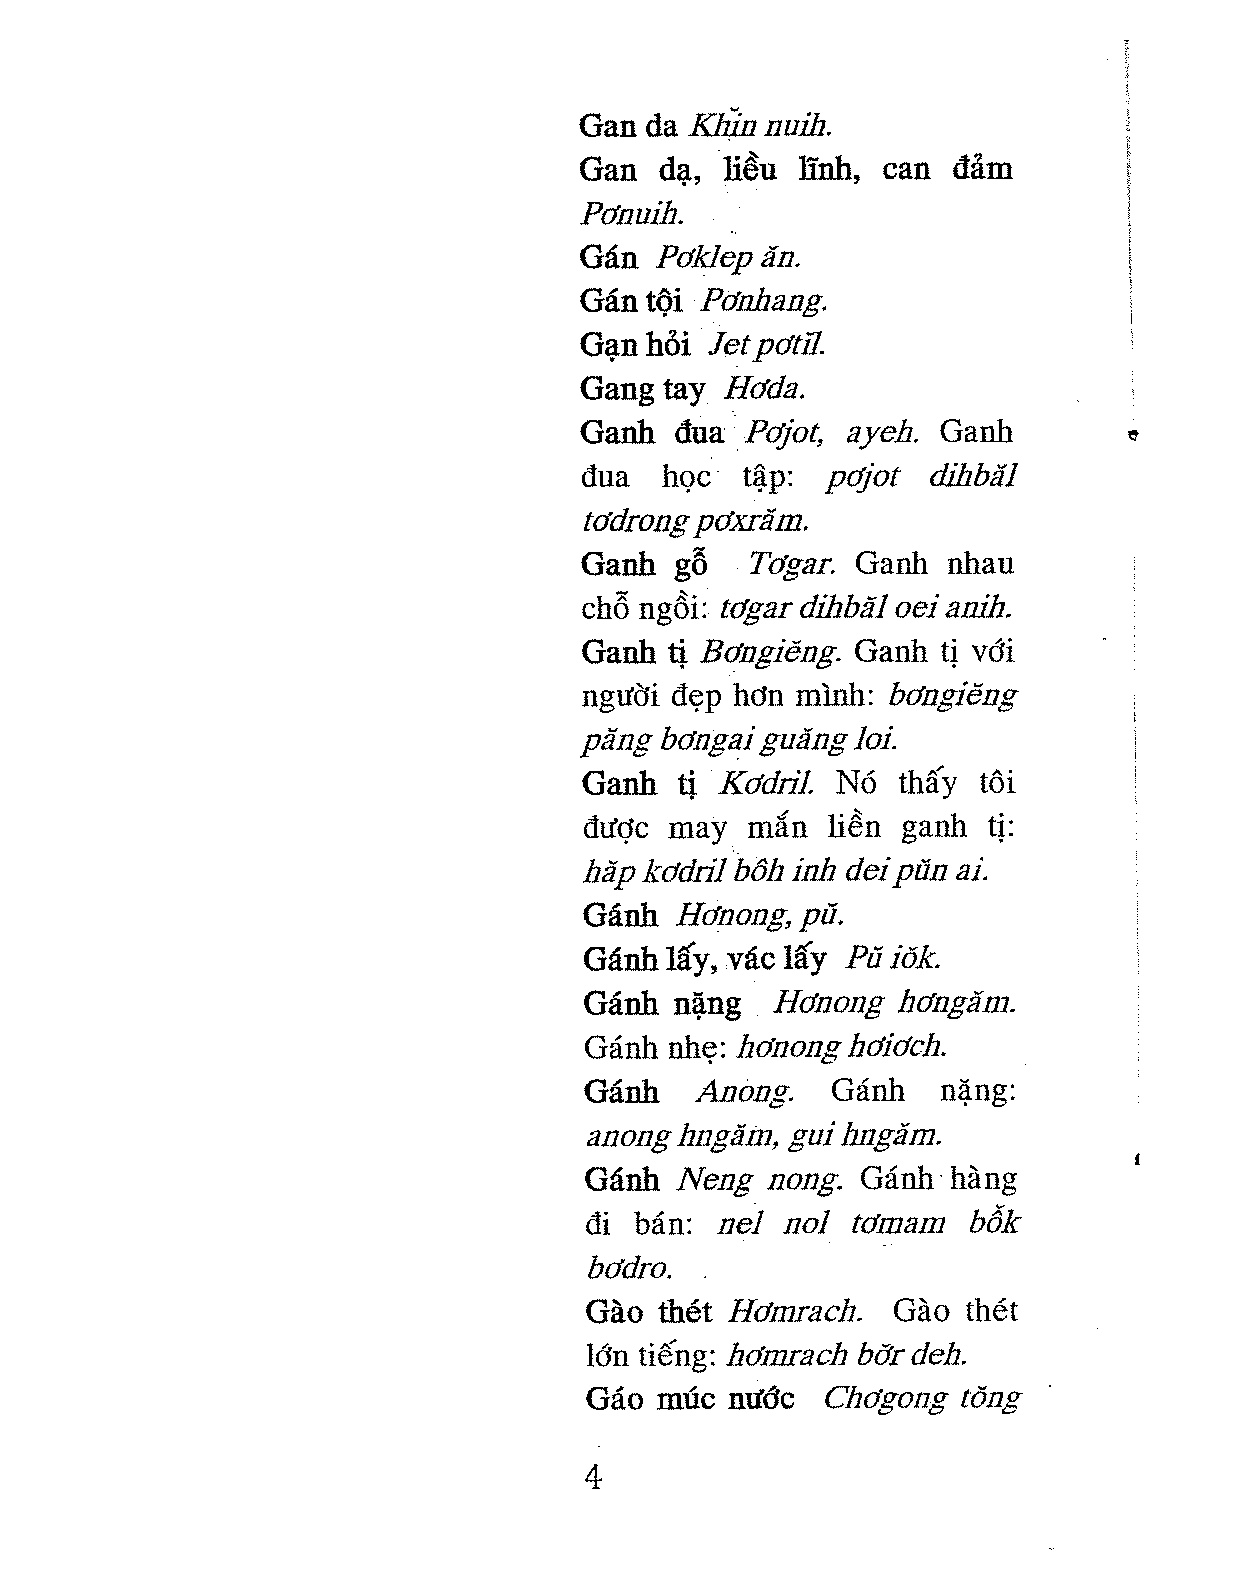 Gan da Khĭn nuih.
Gan dạ, liều lĩnh, can đảm
Pơnuih.
Gán Pơklep ăn.
Gán tội Pơnhang.
Gạn hỏi Jet pơtĭl.
Gang tay Hơda.
Ganh đua Pơjot, ayeh. Ganh
đua học tập: pơjot dihbăl
tơdrong pơxrăm.
Ganh gỗ Tơgar. Ganh nhau
chỗ ngồi: tơgar dihbăl oei anih.
Ganh tị Bơngiĕng. Ganh tị với
người đẹp hơn mình: bơngiĕng
păng bơngai guăng loi.
Ganh tị Kơdril. Nó thấy tôi
được may mắn liền ganh tị:
hăp kơdril bôh inh dei pŭn ai.
Gánh Hơnong, pŭ.
Gánh lấy, vác lấy Pŭ iŏk.
Gánh nặng Hơnong hơngăm.
Gánh nhẹ: hơnong hơiơch.
Gánh Anong. Gánh nặng:
anong hngăm, gui hngăm.
Gánh Neng nong. Gánh hàng
đi bán: nel nol tơmam bô̆k
bơdro.
Gào thét Hơmrach. Gào thét
lớn tiếng: hơmrach bơ̆r deh.
Gáo múc nước Chơgong tŏng
4